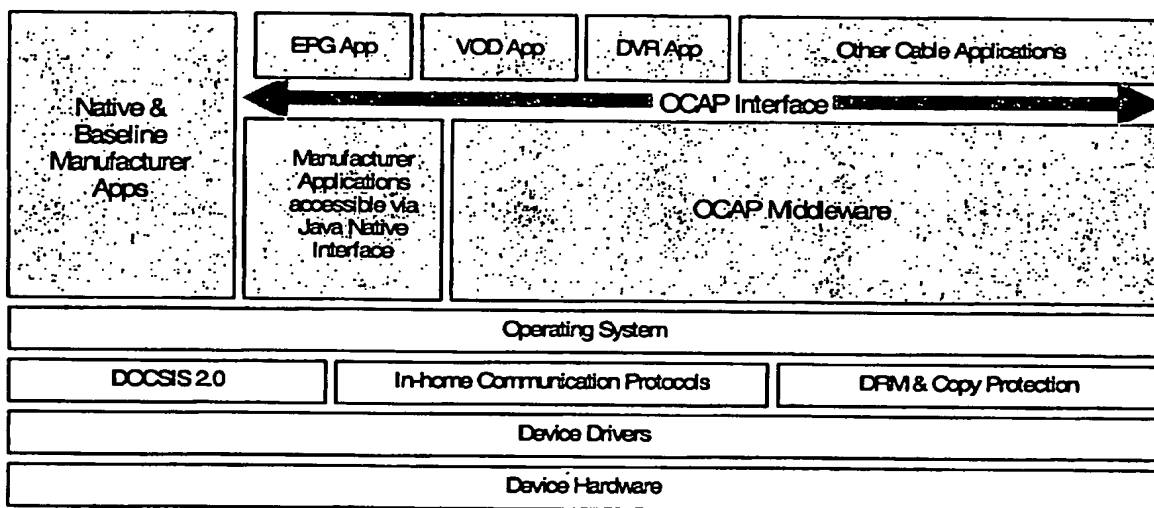 EPG App
VOD App
DVR App
Other Cable Applications
OCAP Interface
Native &
Baseline
Manufacturer
Apps
Manufacturer
Applications
accessible via
Java Native
Interface
OCAP Middleware
Operating System
DOCSIS 2.0
In-home Communication Protocols
DRM & Copy Protection
Device Drivers
Device Hardware